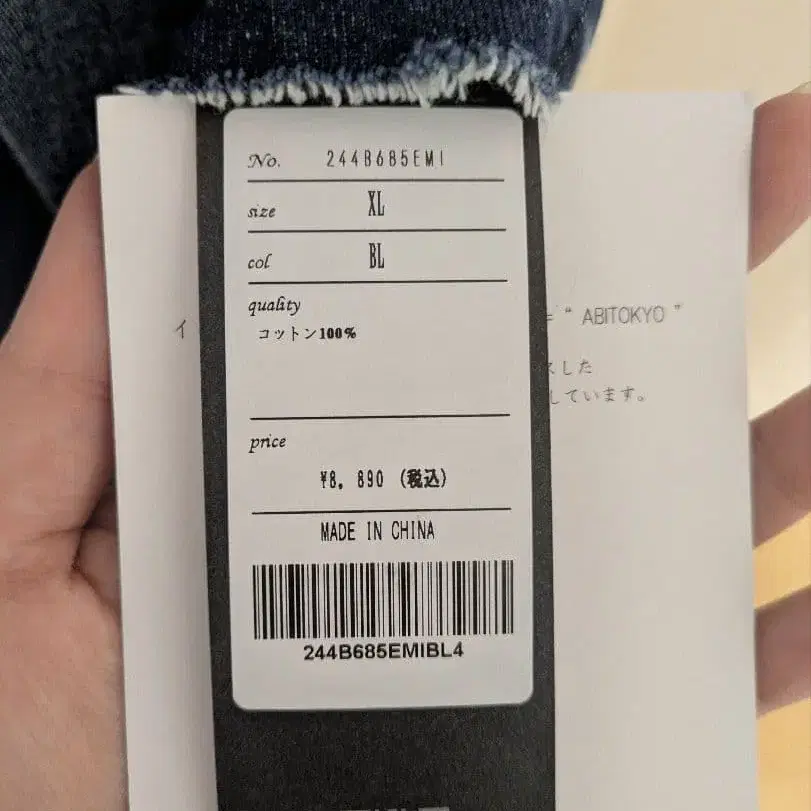 No. 244B685EMI
size XL
col BL
quality
コットン100%
price
¥8,890 (税込)
MADE IN CHINA
244B685EMIBL4
イ
" ABITOKYO "
した
しています。